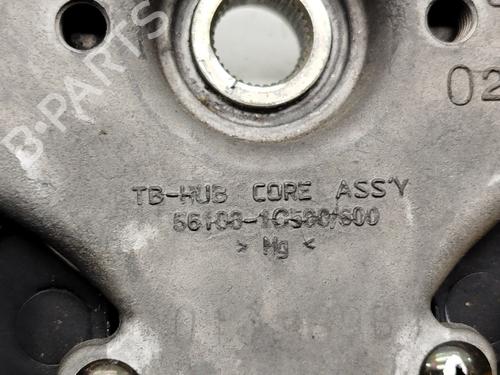 B-PARTS
02
TB-HUB CORE ASS'Y
56100-1C500/600
> Mg <